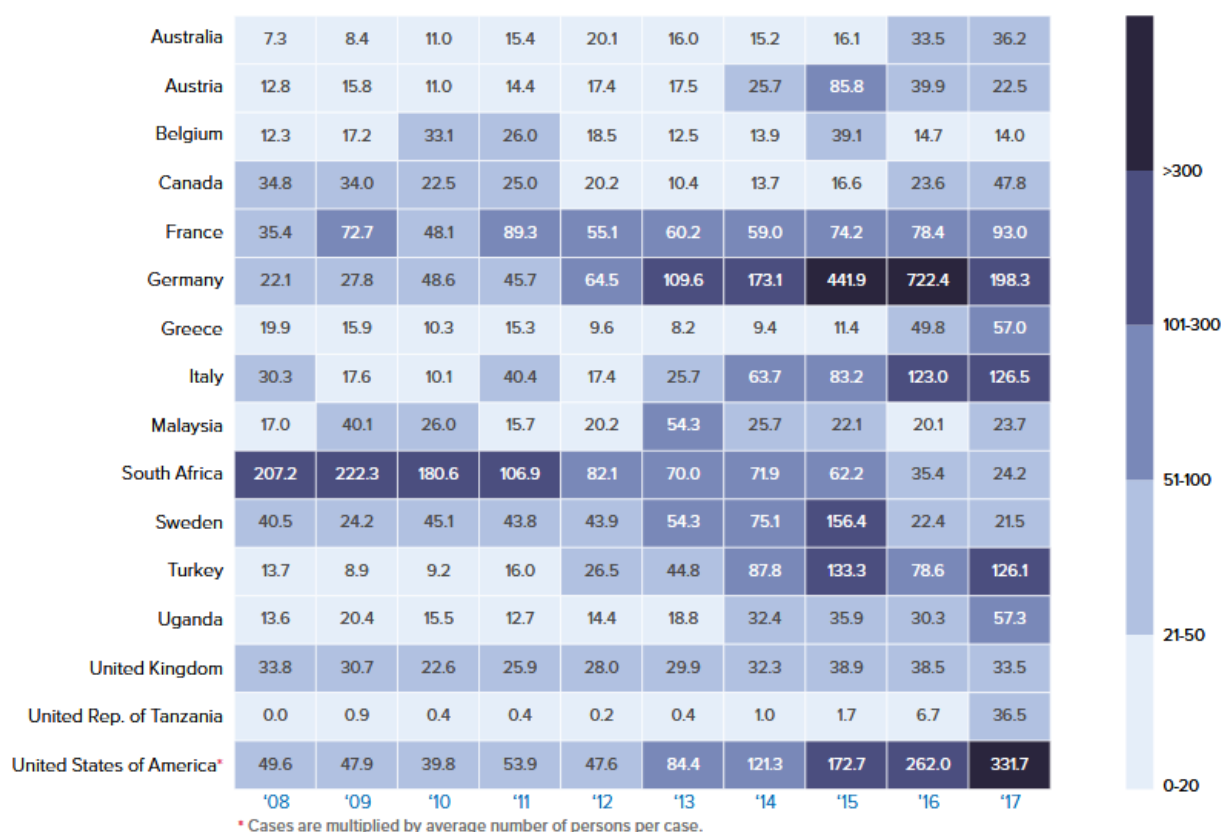 Australia 7.3 8.4 11.0 15.4 20.1 16.0 15.2 16.1 33.5 36.2
Austria 12.8 15.8 11.0 14.4 17.4 17.5 25.7 85.8 39.9 22.5
Belgium 12.3 17.2 33.1 26.0 18.5 12.5 13.9 39.1 14.7 14.0
Canada 34.8 34.0 22.5 25.0 20.2 10.4 13.7 16.6 23.6 47.8
>300
France 35.4 72.7 48.1 89.3 55.1 60.2 59.0 74.2 78.4 93.0
Germany 22.1 27.8 48.6 45.7 64.5 109.6 173.1 441.9 722.4 198.3
Greece 19.9 15.9 10.3 15.3 9.6 8.2 9.4 11.4 49.8 57.0
101-300
Italy 30.3 17.6 10.1 40.4 17.4 25.7 63.7 83.2 123.0 126.5
Malaysia 17.0 40.1 26.0 15.7 20.2 54.3 25.7 22.1 20.1 23.7
South Africa 207.2 222.3 180.6 106.9 82.1 70.0 71.9 62.2 35.4 24.2
51-100
Sweden 40.5 24.2 45.1 43.8 43.9 54.3 75.1 156.4 22.4 21.5
Turkey 13.7 8.9 9.2 16.0 26.5 44.8 87.8 133.3 78.6 126.1
Uganda 13.6 20.4 15.5 12.7 14.4 18.8 32.4 35.9 30.3 57.3
21-50
United Kingdom 33.8 30.7 22.6 25.9 28.0 29.9 32.3 38.9 38.5 33.5
United Rep. of Tanzania 0.0 0.9 0.4 0.4 0.2 0.4 1.0 1.7 6.7 36.5
United States of America* 49.6 47.9 39.8 53.9 47.6 84.4 121.3 172.7 262.0 331.7
0-20
'08 '09 '10 '11 '12 '13 '14 '15 '16 '17
* Cases are multiplied by average number of persons per case.